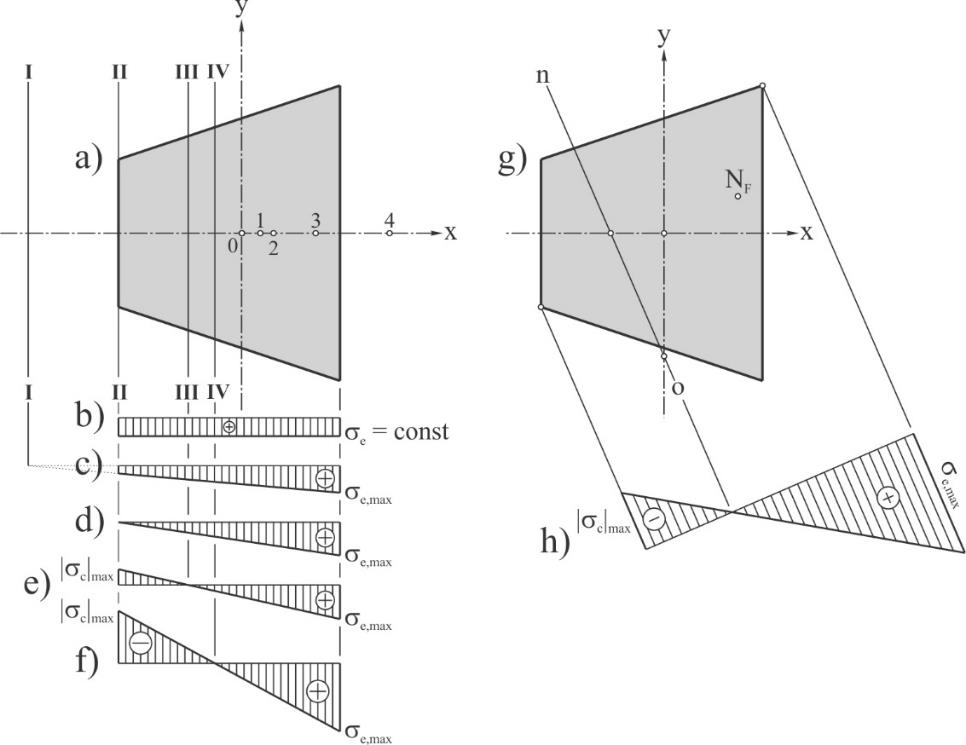 y
I II III IV
a)
1 3 4 x
0 2
I II III IV
b) ⊕ σe = const
c) ⊕
σe,max
d) ⊕
σe,max
e) |σc|max
⊕ σe,max
|σc|max
f) ⊖ ⊕
σe,max
y
n
g)
NF
x
o
h) |σc|max ⊖ ⊕ σe,max